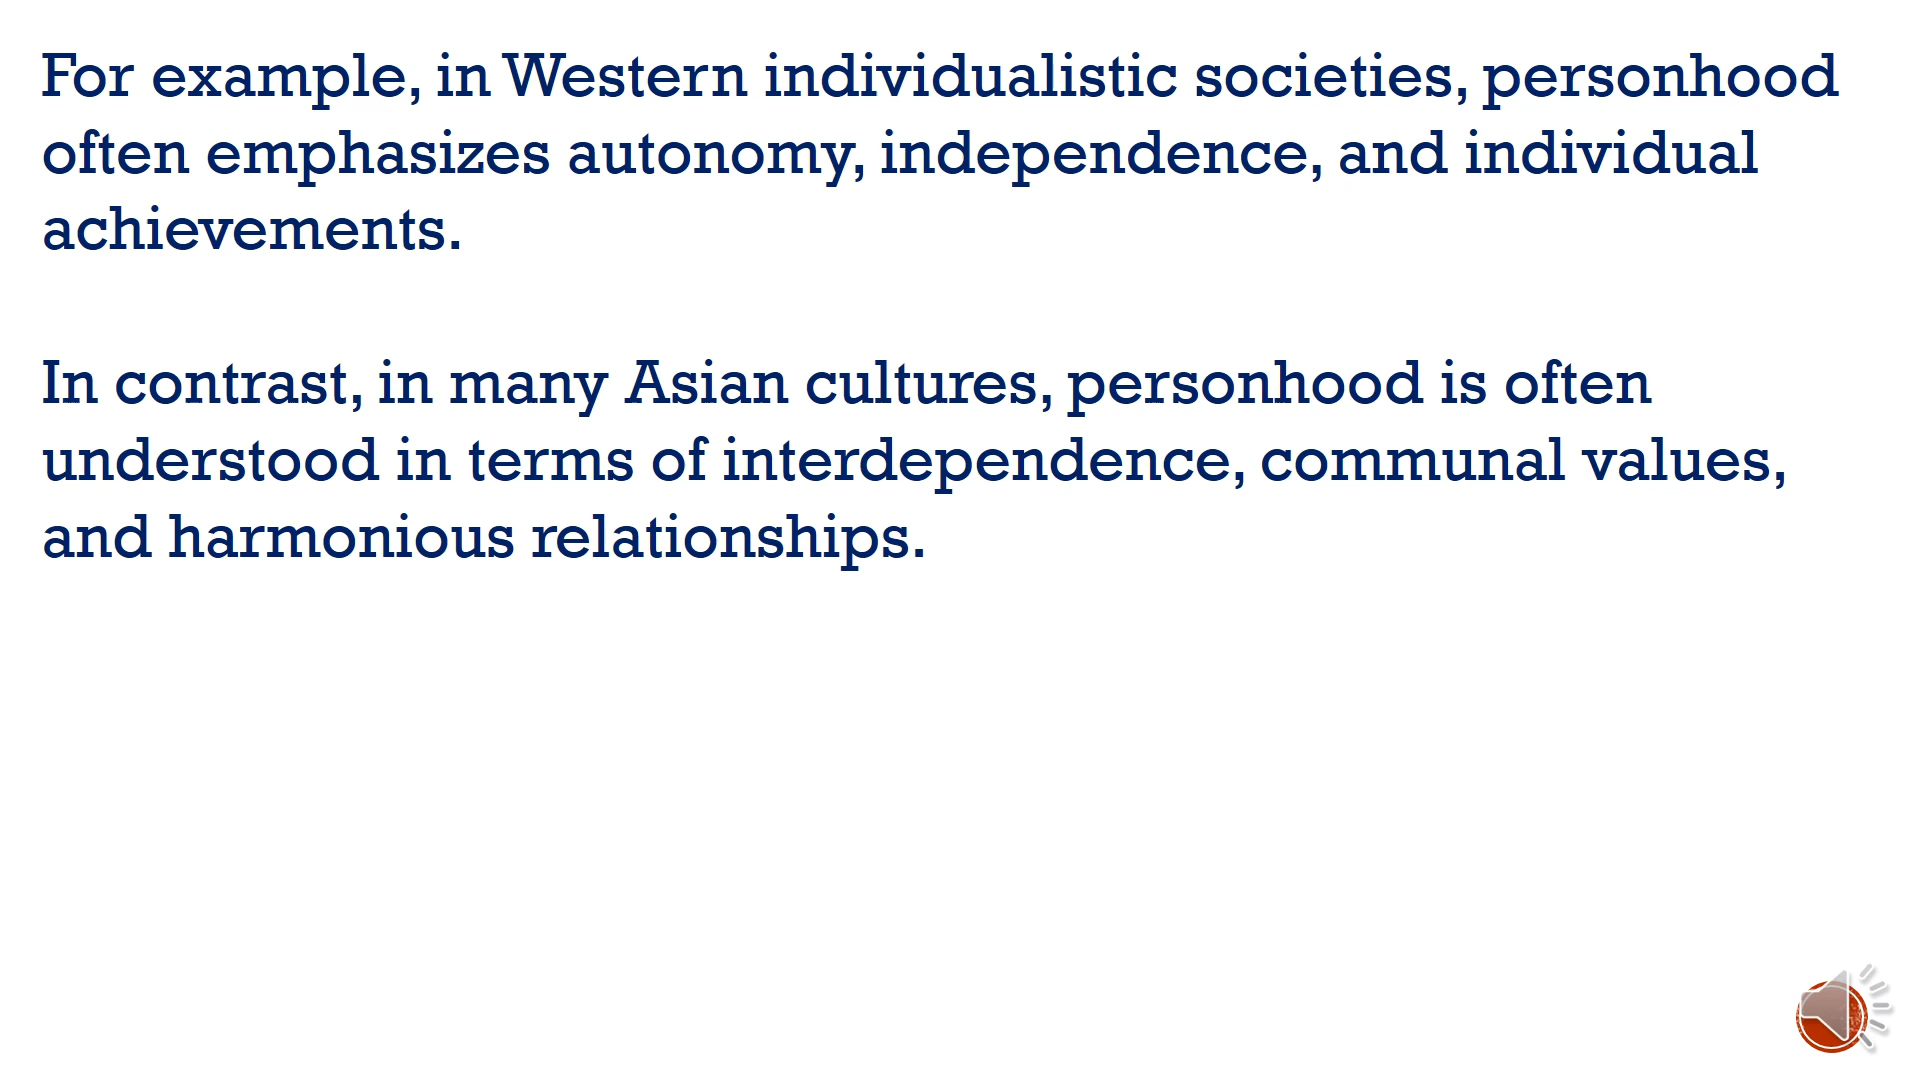 For example, in Western individualistic societies, personhood
often emphasizes autonomy, independence, and individual
achievements.
In contrast, in many Asian cultures, personhood is often
understood in terms of interdependence, communal values,
and harmonious relationships.